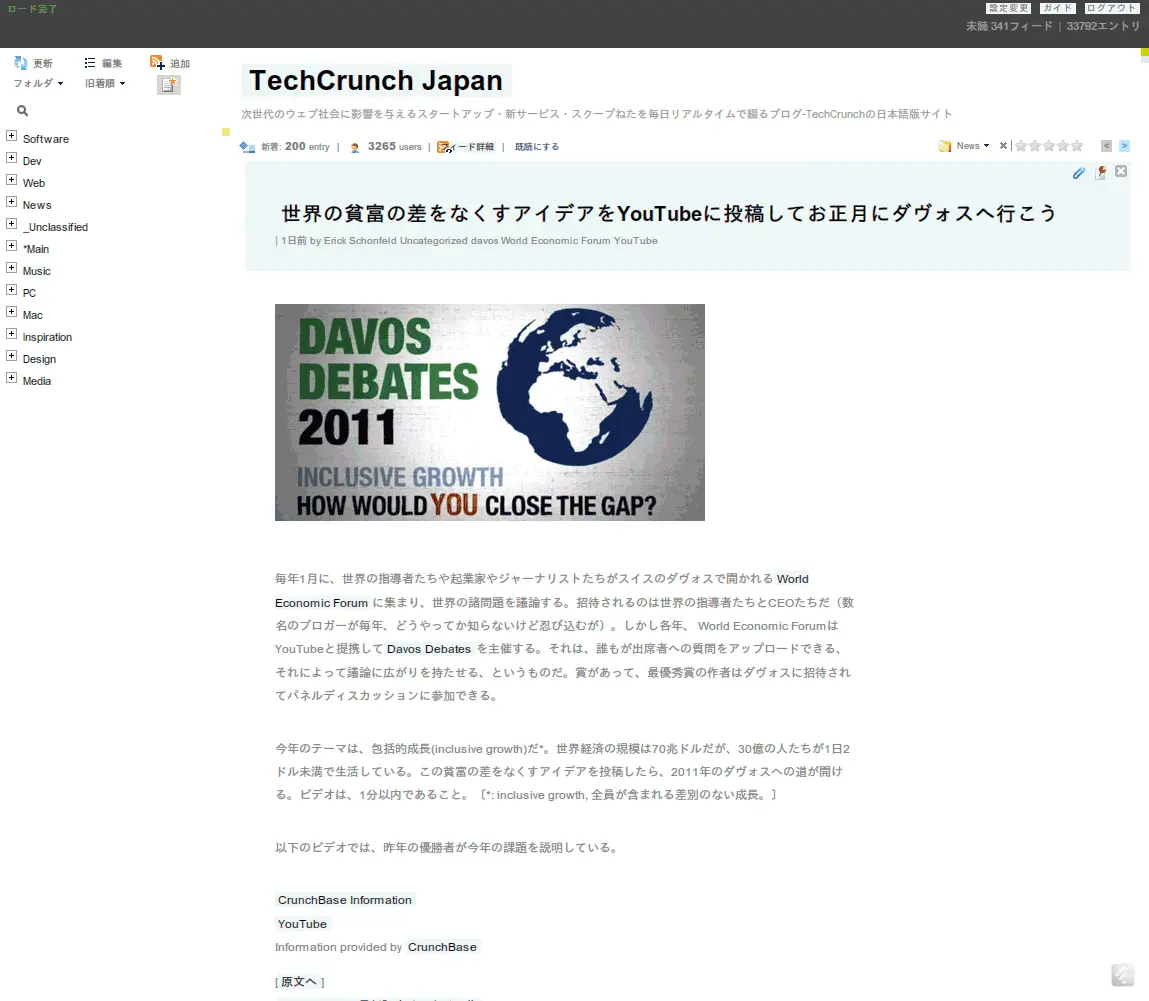 ロード完了
設定変更 ガイド ログアウト
未読 341フィード | 33792エントリ
更新 編集 追加
フォルダ 旧着順
Software
Dev
Web
News
_Unclassified
*Main
Music
PC
Mac
Inspiration
Design
Media
TechCrunch Japan
次世代のウェブ社会に影響を与えるスタートアップ・新サービス・スクープねたを毎日リアルタイムで綴るブログ-TechCrunchの日本語版サイト
新着: 200 entry | 3265 users | フィード詳細 | 既読にする
News × | < >
世界の貧富の差をなくすアイデアをYouTubeに投稿してお正月にダヴォスへ行こう
| 1日前 by Erick Schonfeld Uncategorized davos World Economic Forum YouTube
DAVOS
DEBATES
2011
INCLUSIVE GROWTH
HOW WOULD YOU CLOSE THE GAP?
毎年1月に、世界の指導者たちや起業家やジャーナリストたちがスイスのダヴォスで開かれる World
Economic Forum に集まり、世界の諸問題を議論する。招待されるのは世界の指導者たちとCEOたちだ（数
名のブロガーが毎年、どうやってか知らないけど忍び込むが）。しかし各年、 World Economic Forumは
YouTubeと提携して Davos Debates を主催する。それは、誰もが出席者への質問をアップロードできる、
それによって議論に広がりを持たせる、というものだ。賞があって、最優秀賞の作者はダヴォスに招待され
てパネルディスカッションに参加できる。
今年のテーマは、包括的成長(inclusive growth)だ*。世界経済の規模は70兆ドルだが、30億の人たちが1日2
ドル未満で生活している。この貧富の差をなくすアイデアを投稿したら、2011年のダヴォスへの道が開け
る。ビデオは、1分以内であること。〔*: inclusive growth, 全員が含まれる差別のない成長。〕
以下のビデオでは、昨年の優勝者が今年の課題を説明している。
CrunchBase Information
YouTube
Information provided by CrunchBase
[ 原文へ ]